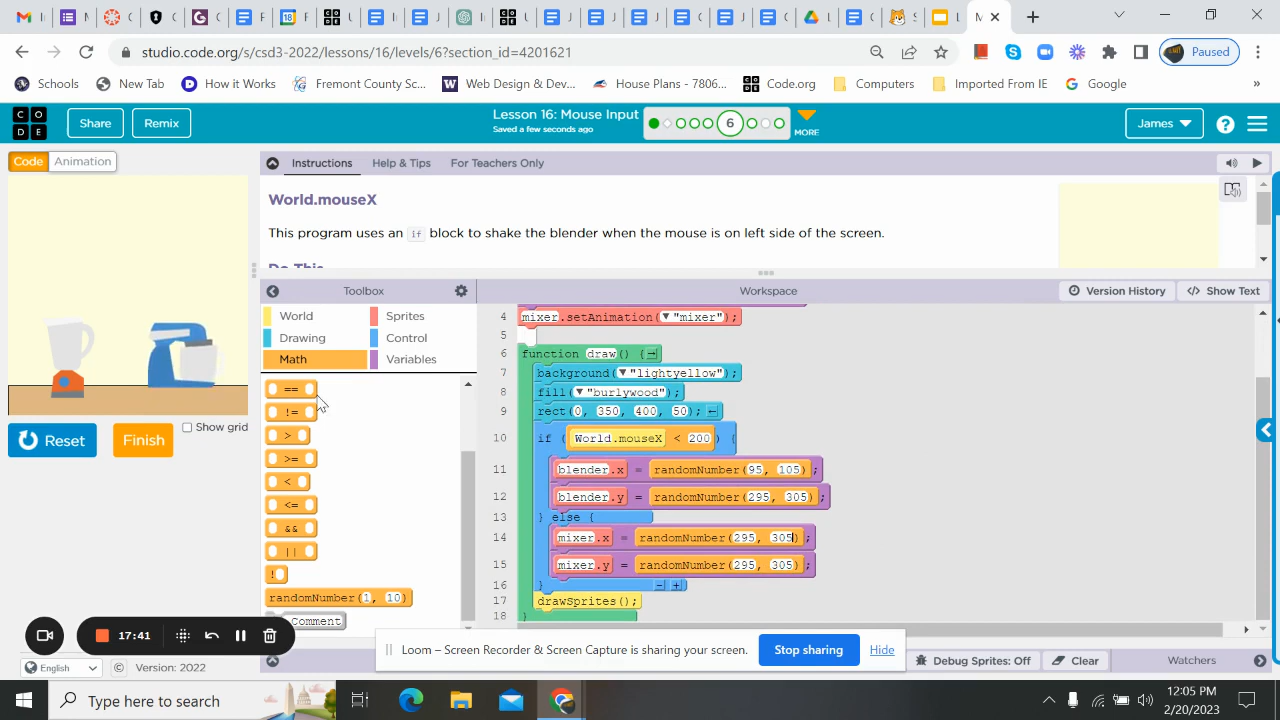 Paused
studio.code.org/s/csd3-2022/lessons/16/levels/6?section_id=4201621
Schools
New Tab
How it Works
Fremont County Sc...
Web Design & Dev...
House Plans - 7806...
Code.org
Computers
Imported From IE
Google
»
CODE
Share
Remix
Lesson 16: Mouse Input
Saved a few seconds ago
6
MORE
James
Code
Animation
Instructions
Help & Tips
For Teachers Only
World.mouseX
This program uses an if block to shake the blender when the mouse is on left side of the screen.
Toolbox
Workspace
Version History
</> Show Text
World
Sprites
Drawing
Control
Math
Variables
==
!=
>
>=
<
<=
&&
||
!
randomNumber(1, 10)
Comment
4 mixer.setAnimation("mixer");
5
6 function draw() {
7 background("lightyellow");
8 fill("burlywood");
9 rect(0, 350, 400, 50);
10 if (World.mouseX < 200) {
11 blender.x = randomNumber(95, 105);
12 blender.y = randomNumber(295, 305);
13 } else {
14 mixer.x = randomNumber(295, 305);
15 mixer.y = randomNumber(295, 305);
16 }
17 drawSprites();
18 }
Reset
Finish
Show grid
17:41
English
© Version: 2022
Loom – Screen Recorder & Screen Capture is sharing your screen.
Stop sharing
Hide
Debug Sprites: Off
Clear
Watchers
Type here to search
12:05 PM
2/20/2023